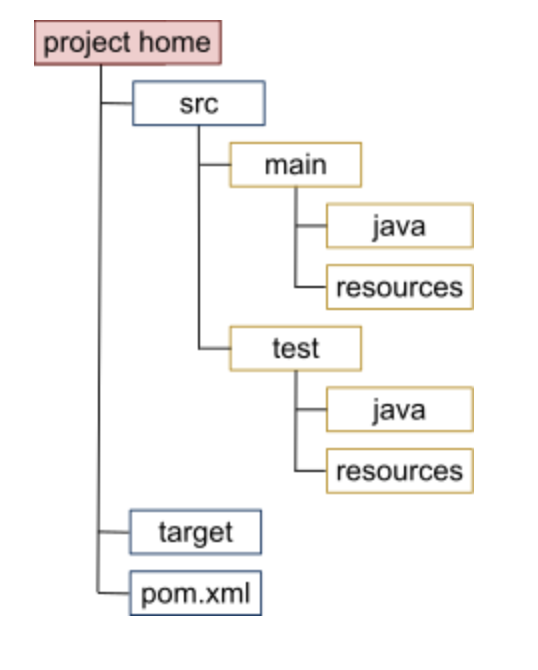 project home
src
main
java
resources
test
java
resources
target
pom.xml